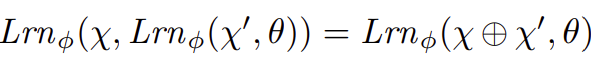 Lrn_ϕ(χ, Lrn_ϕ(χ′, θ)) = Lrn_ϕ(χ ⊕ χ′, θ)